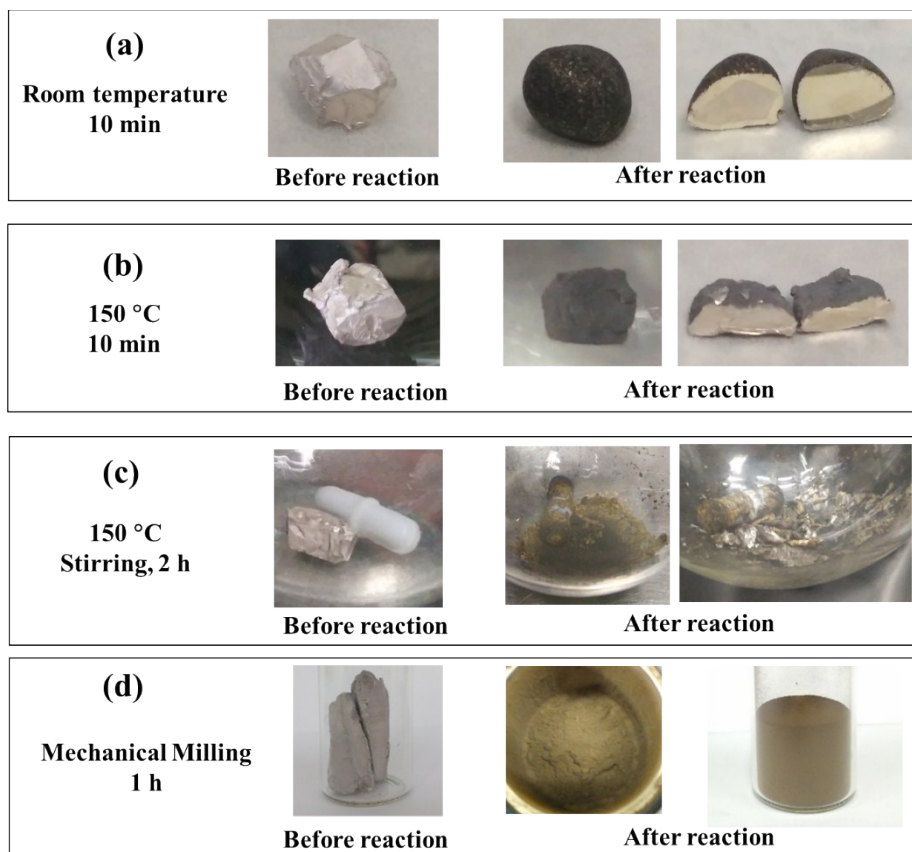 (a)
Room temperature
10 min
Before reaction
After reaction
(b)
150 °C
10 min
Before reaction
After reaction
(c)
150 °C
Stirring, 2 h
Before reaction
After reaction
(d)
Mechanical Milling
1 h
Before reaction
After reaction